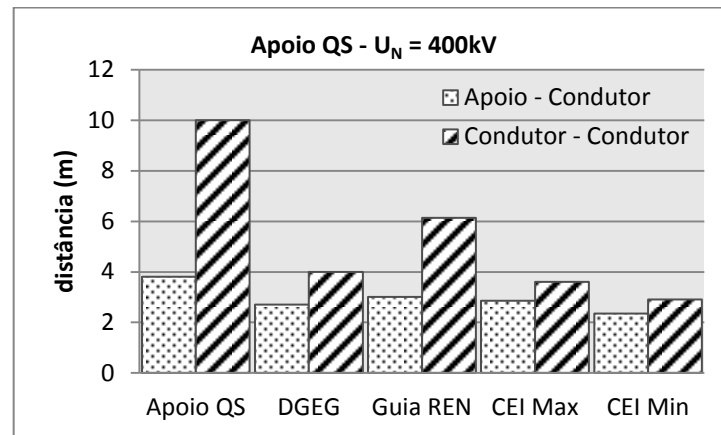 Apoio QS - U_N = 400kV
12
10
8
6
4
2
0
distância (m)
Apoio - Condutor
Condutor - Condutor
Apoio QS DGEG Guia REN CEI Max CEI Min